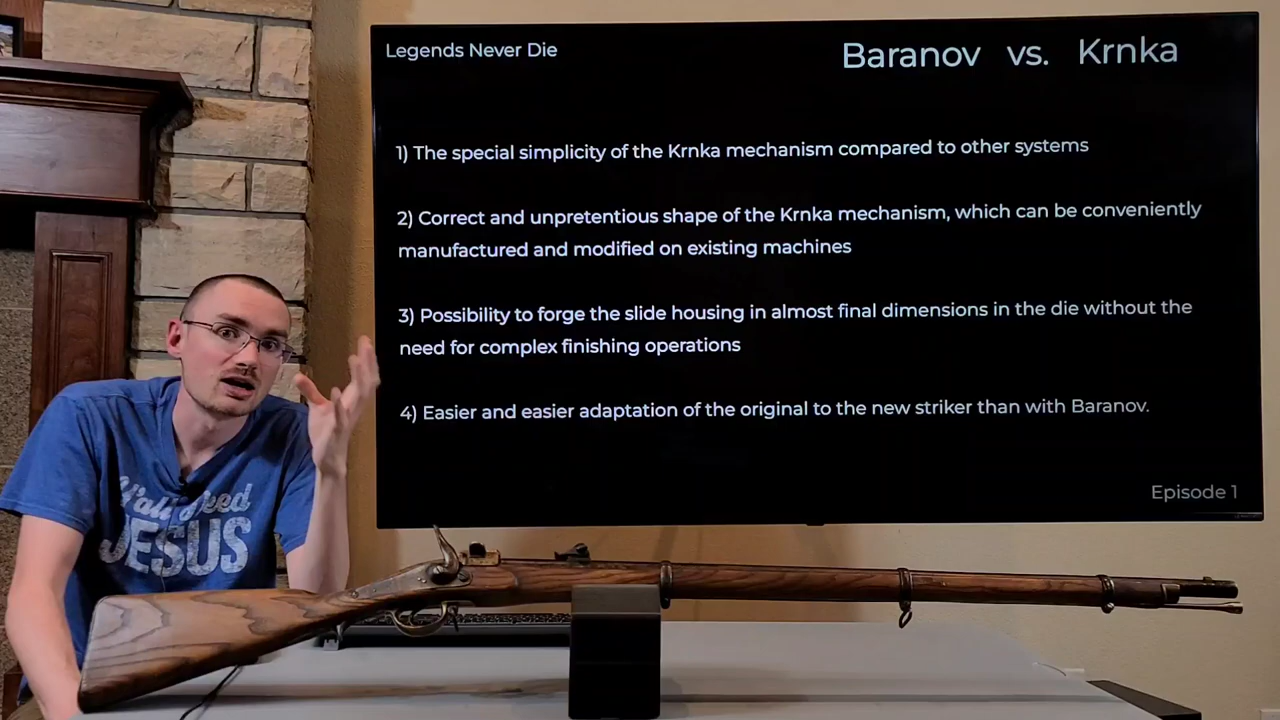 Legends Never Die
Baranov vs. Krnka
1) The special simplicity of the Krnka mechanism compared to other systems
2) Correct and unpretentious shape of the Krnka mechanism, which can be conveniently
manufactured and modified on existing machines
3) Possibility to forge the slide housing in almost final dimensions in the die without the
need for complex finishing operations
4) Easier and easier adaptation of the original to the new striker than with Baranov.
Episode 1
Y'all Need
JESUS